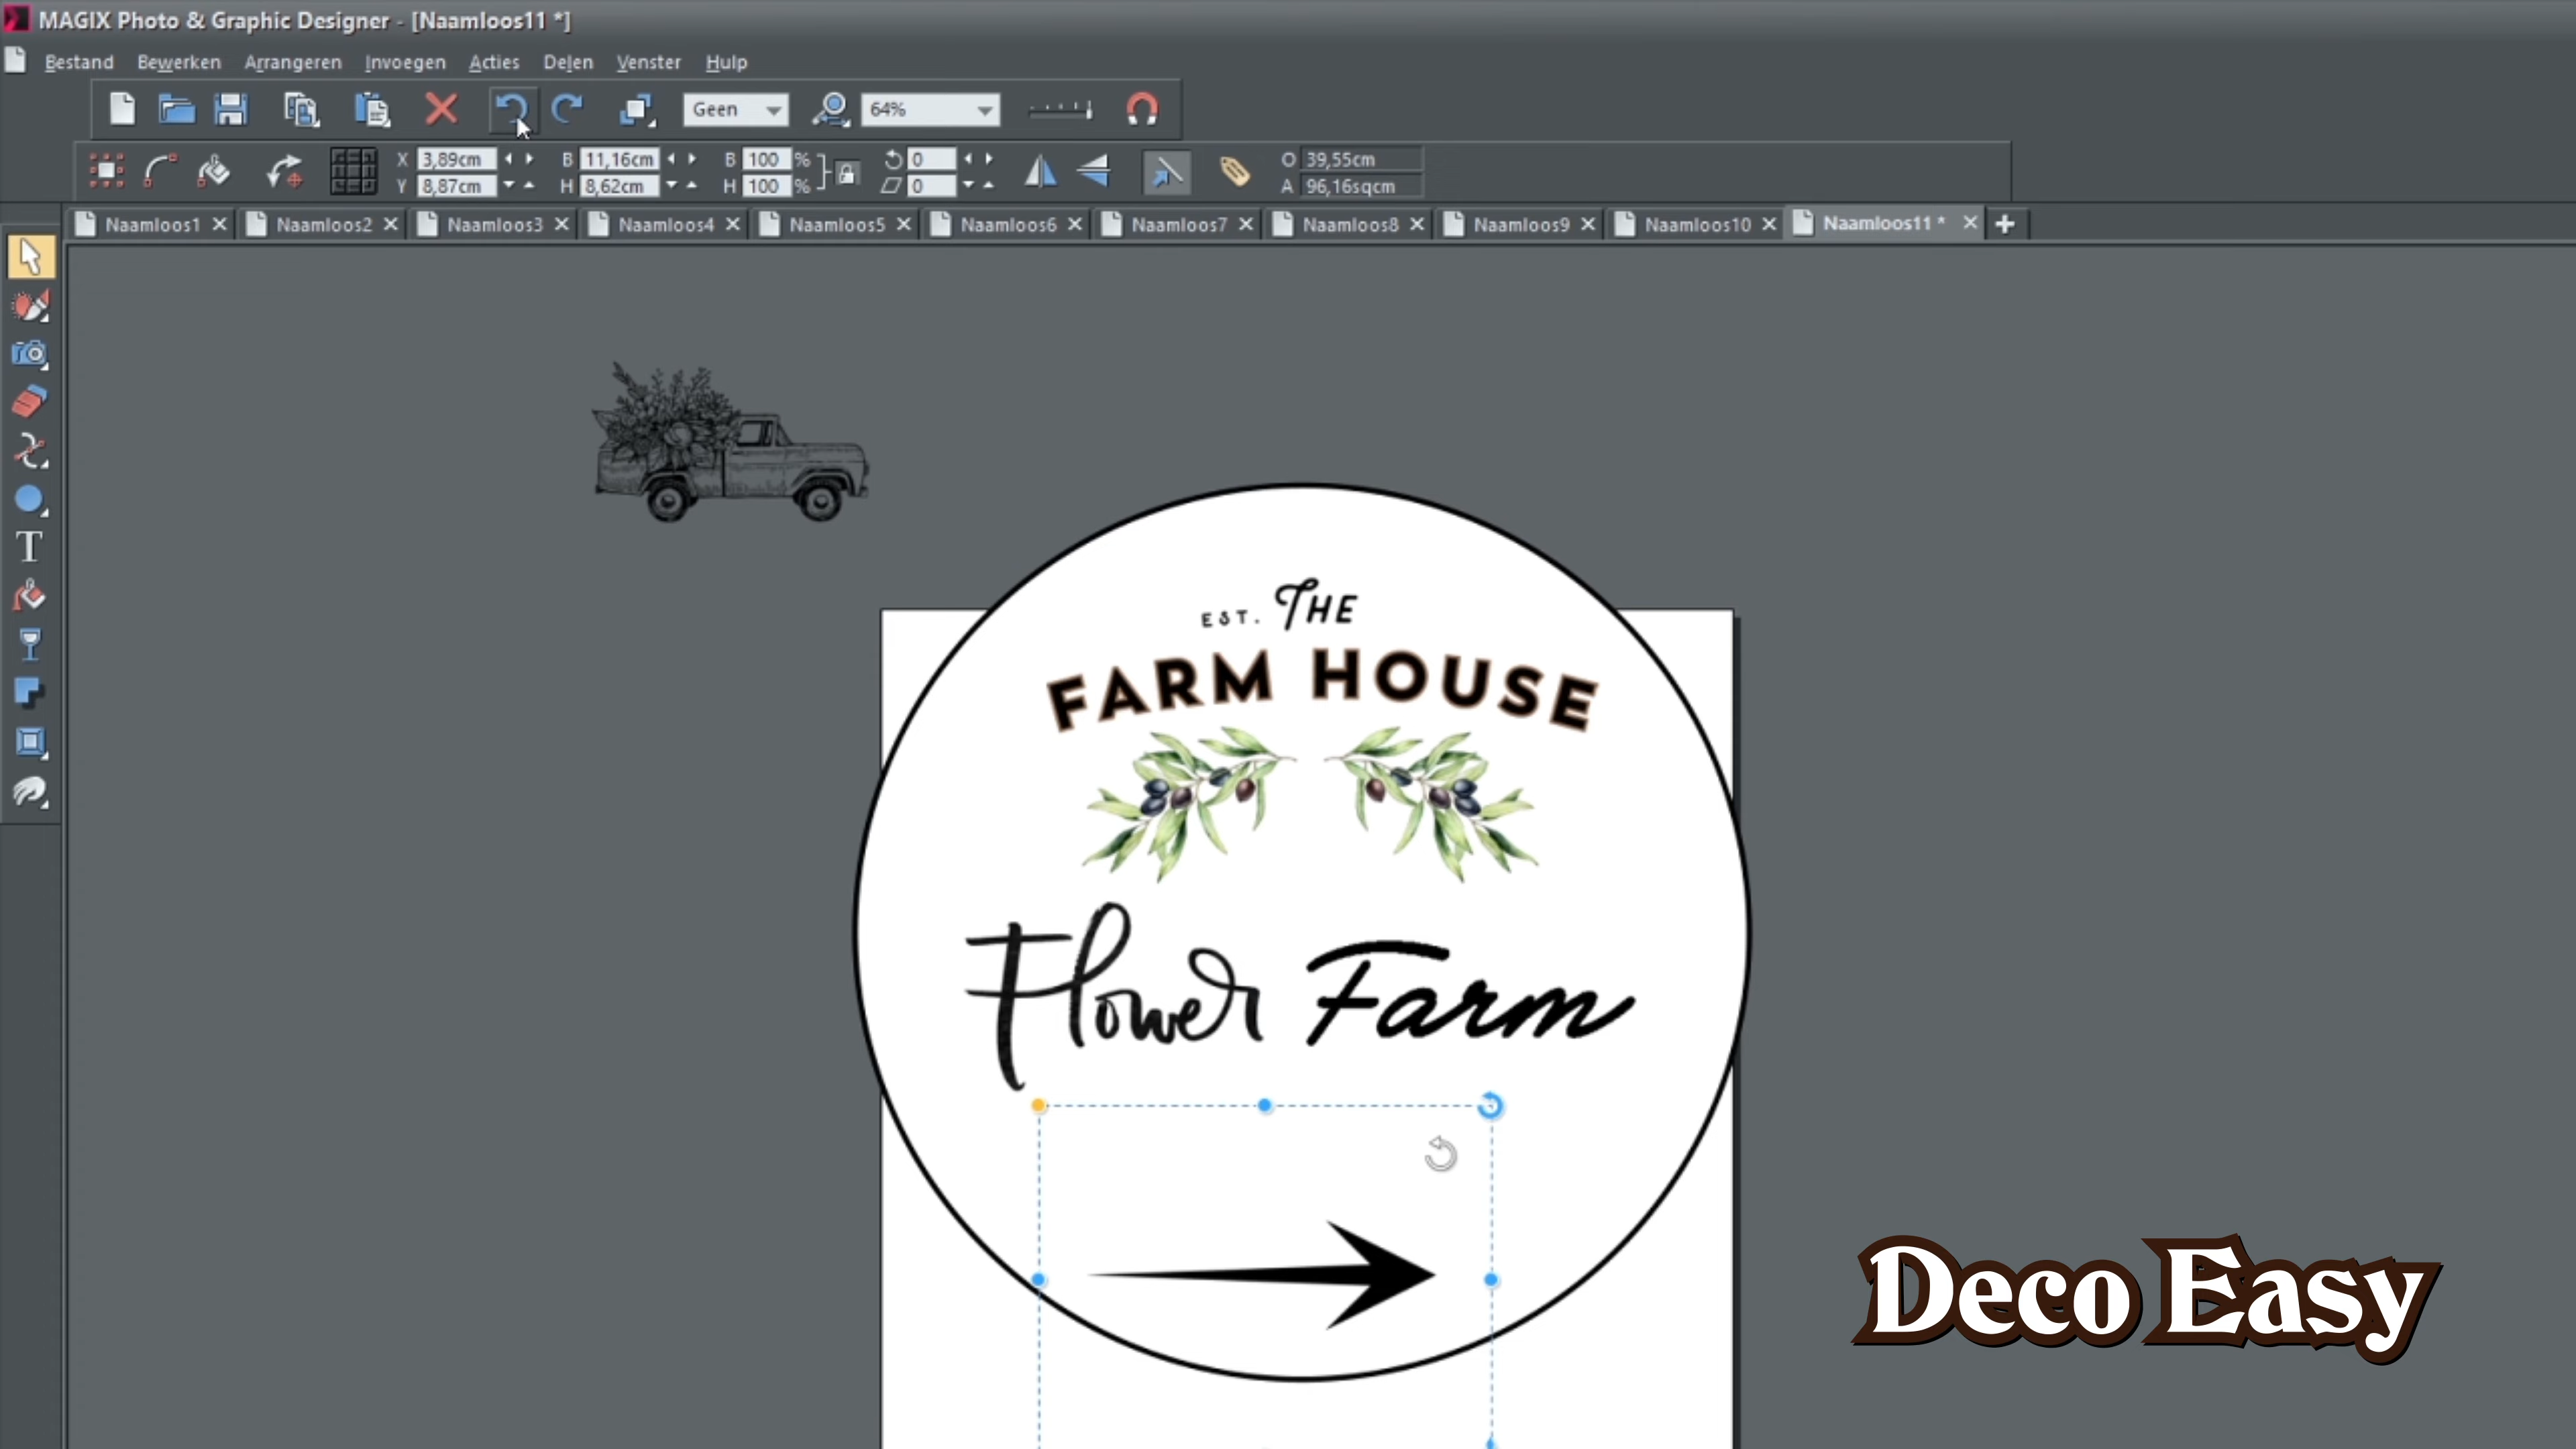 MAGIX Photo & Graphic Designer - [Naamloos11 *]
Bestand Bewerken Arrangeren Invoegen Acties Delen Venster Hulp
Geen 64%
X 3,89cm B 11,16cm B 100 % 0 O 39,55cm
Y 8,87cm H 8,62cm H 100 % 0 A 96,16sqcm
Naamloos1 Naamloos2 Naamloos3 Naamloos4 Naamloos5 Naamloos6 Naamloos7 Naamloos8 Naamloos9 Naamloos10 Naamloos11 *
T
EST. THE
FARM HOUSE
Flower Farm
Deco Easy